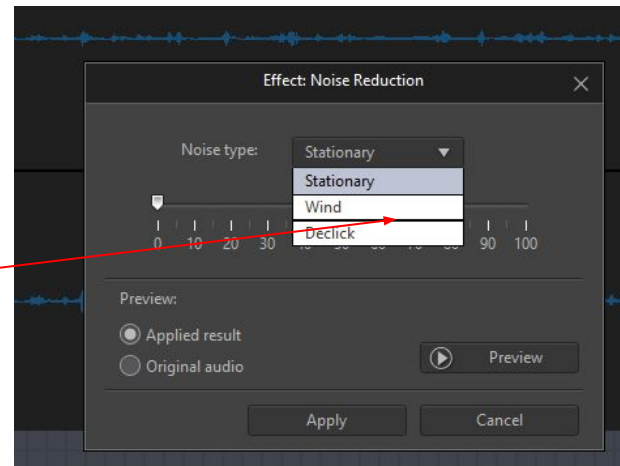 Effect: Noise Reduction
Noise type: Stationary
Stationary
Wind
Declick
0 10 20 30 80 90 100
Preview:
Applied result
Original audio
Preview
Apply Cancel